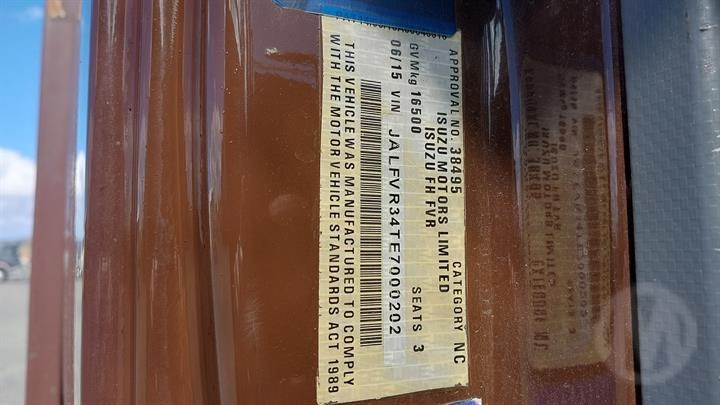 APPROVAL NO. 38495 CATEGORY NC
ISUZU MOTORS LIMITED
ISUZU FH FVR
GVMkg 16500 SEATS 3
06/15 VIN JALFVR34TE7000202
THIS VEHICLE WAS MANUFACTURED TO COMPLY
WITH THE MOTOR VEHICLE STANDARDS ACT 1989